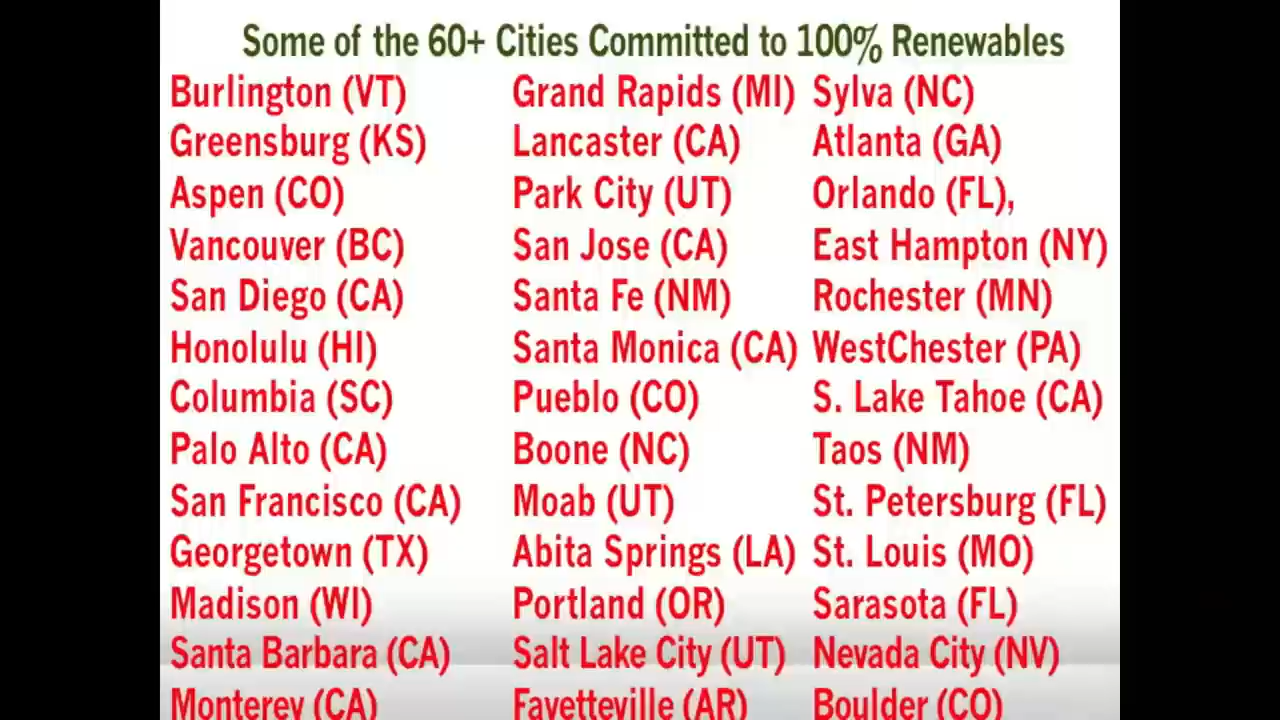 Some of the 60+ Cities Committed to 100% Renewables
Burlington (VT)
Greensburg (KS)
Aspen (CO)
Vancouver (BC)
San Diego (CA)
Honolulu (HI)
Columbia (SC)
Palo Alto (CA)
San Francisco (CA)
Georgetown (TX)
Madison (WI)
Santa Barbara (CA)
Monterey (CA)
Grand Rapids (MI)
Lancaster (CA)
Park City (UT)
San Jose (CA)
Santa Fe (NM)
Santa Monica (CA)
Pueblo (CO)
Boone (NC)
Moab (UT)
Abita Springs (LA)
Portland (OR)
Salt Lake City (UT)
Fayetteville (AR)
Sylva (NC)
Atlanta (GA)
Orlando (FL),
East Hampton (NY)
Rochester (MN)
WestChester (PA)
S. Lake Tahoe (CA)
Taos (NM)
St. Petersburg (FL)
St. Louis (MO)
Sarasota (FL)
Nevada City (NV)
Boulder (CO)